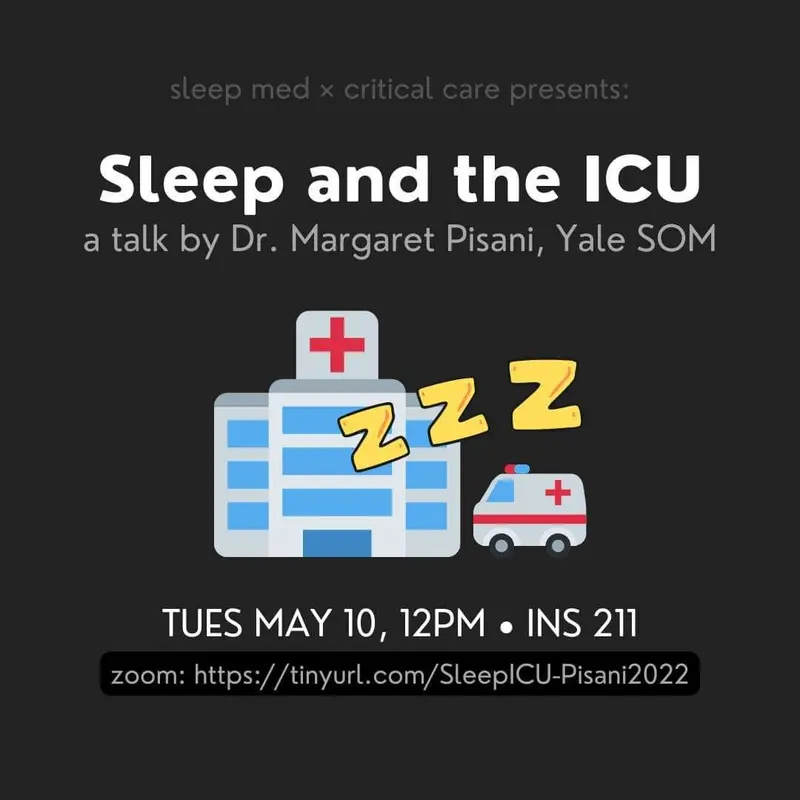 sleep med × critical care presents:
Sleep and the ICU
a talk by Dr. Margaret Pisani, Yale SOM
z z z
TUES MAY 10, 12PM • INS 211
zoom: https://tinyurl.com/SleepICU-Pisani2022